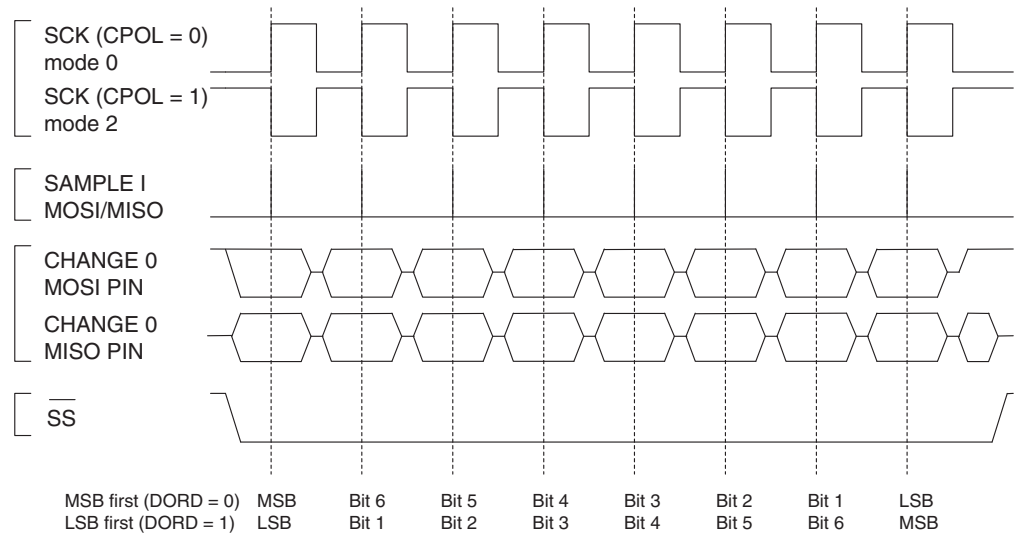 SCK (CPOL = 0)
mode 0
SCK (CPOL = 1)
mode 2
SAMPLE I
MOSI/MISO
CHANGE 0
MOSI PIN
CHANGE 0
MISO PIN
SS
MSB first (DORD = 0) MSB Bit 6 Bit 5 Bit 4 Bit 3 Bit 2 Bit 1 LSB
LSB first (DORD = 1) LSB Bit 1 Bit 2 Bit 3 Bit 4 Bit 5 Bit 6 MSB